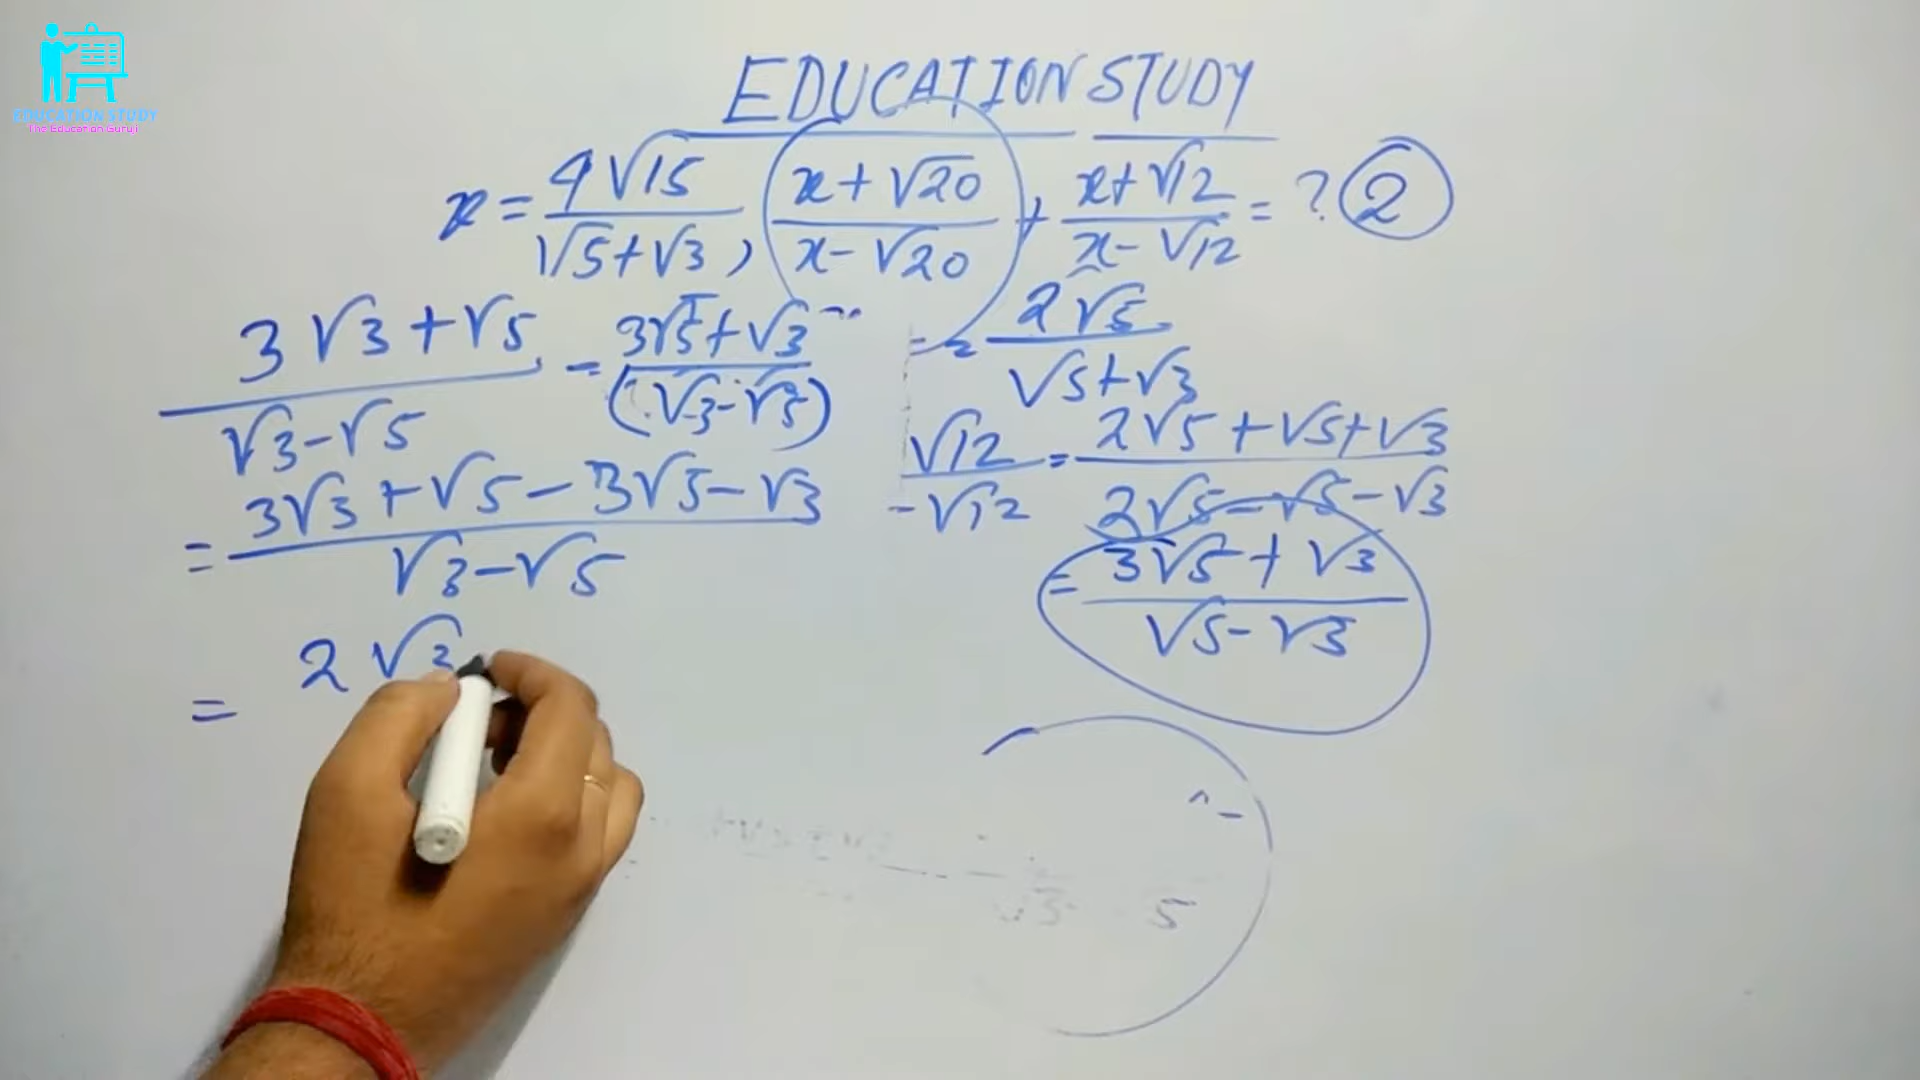 EDUCATION STUDY
The Education Guruji
EDUCATION STUDY
x = 4√15 / √5+√3 , x+√20 / x-√20 + x+√12 / x-√12 = ? 2
3√3+√5 / √3-√5 - 3√5+√3 / (√3-√5)
= 2√5 / √5+√3
√12 / -√12 = 2√5+√5+√3 / 2√5-√5-√3
= 3√3+√5-3√5-√3 / √3-√5
= 3√5+√3 / √5-√3
= 2√3